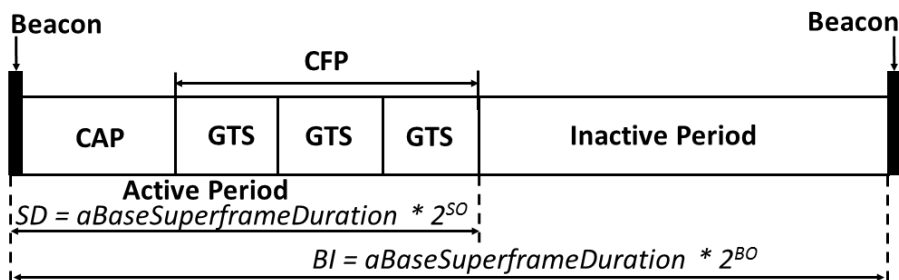 Beacon
Beacon
CFP
CAP GTS GTS GTS Inactive Period
Active Period
SD = aBaseSuperframeDuration * 2^SO
BI = aBaseSuperframeDuration * 2^BO